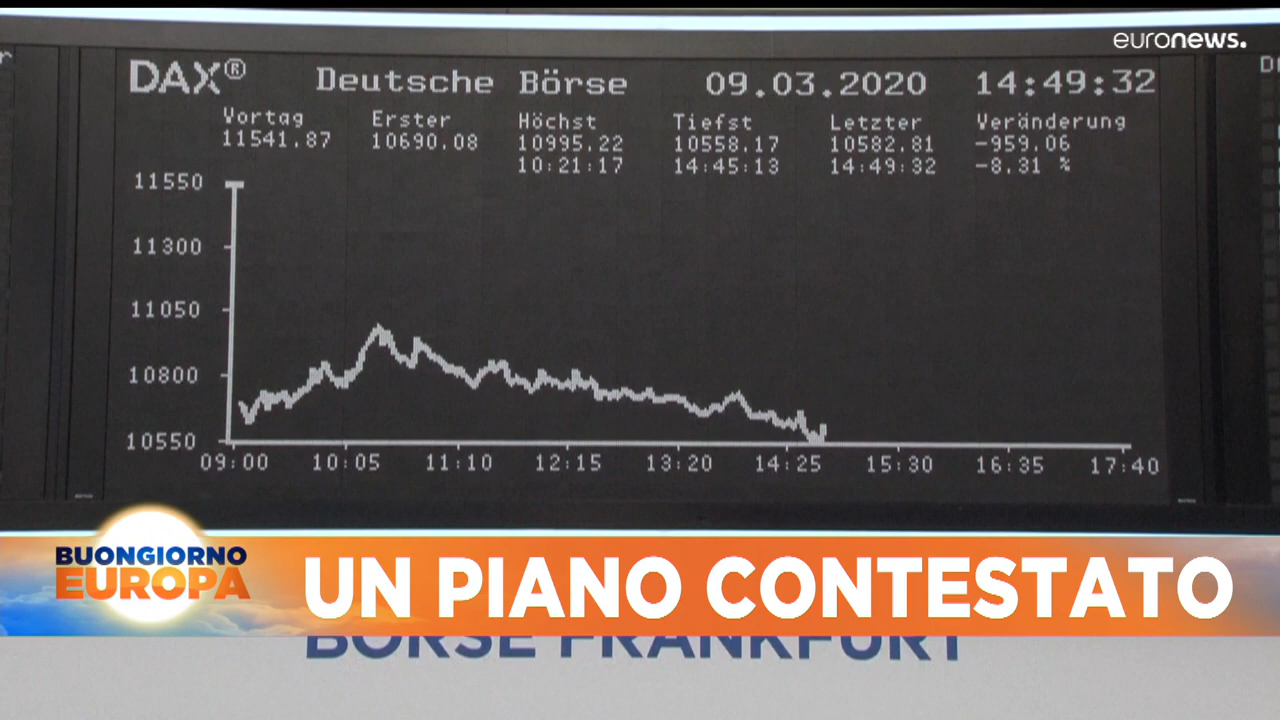 euronews.
DAX® Deutsche Börse 09.03.2020 14:49:32
Vortag Erster Höchst Tiefst Letzter Veränderung
11541.87 10690.08 10995.22 10558.17 10582.81 -959.06
10:21:17 14:45:13 14:49:32 -8.31 %
11550
11300
11050
10800
10550
09:00 10:05 11:10 12:15 13:20 14:25 15:30 16:35 17:40
BUONGIORNO
EUROPA
UN PIANO CONTESTATO
BÖRSE FRANKFURT